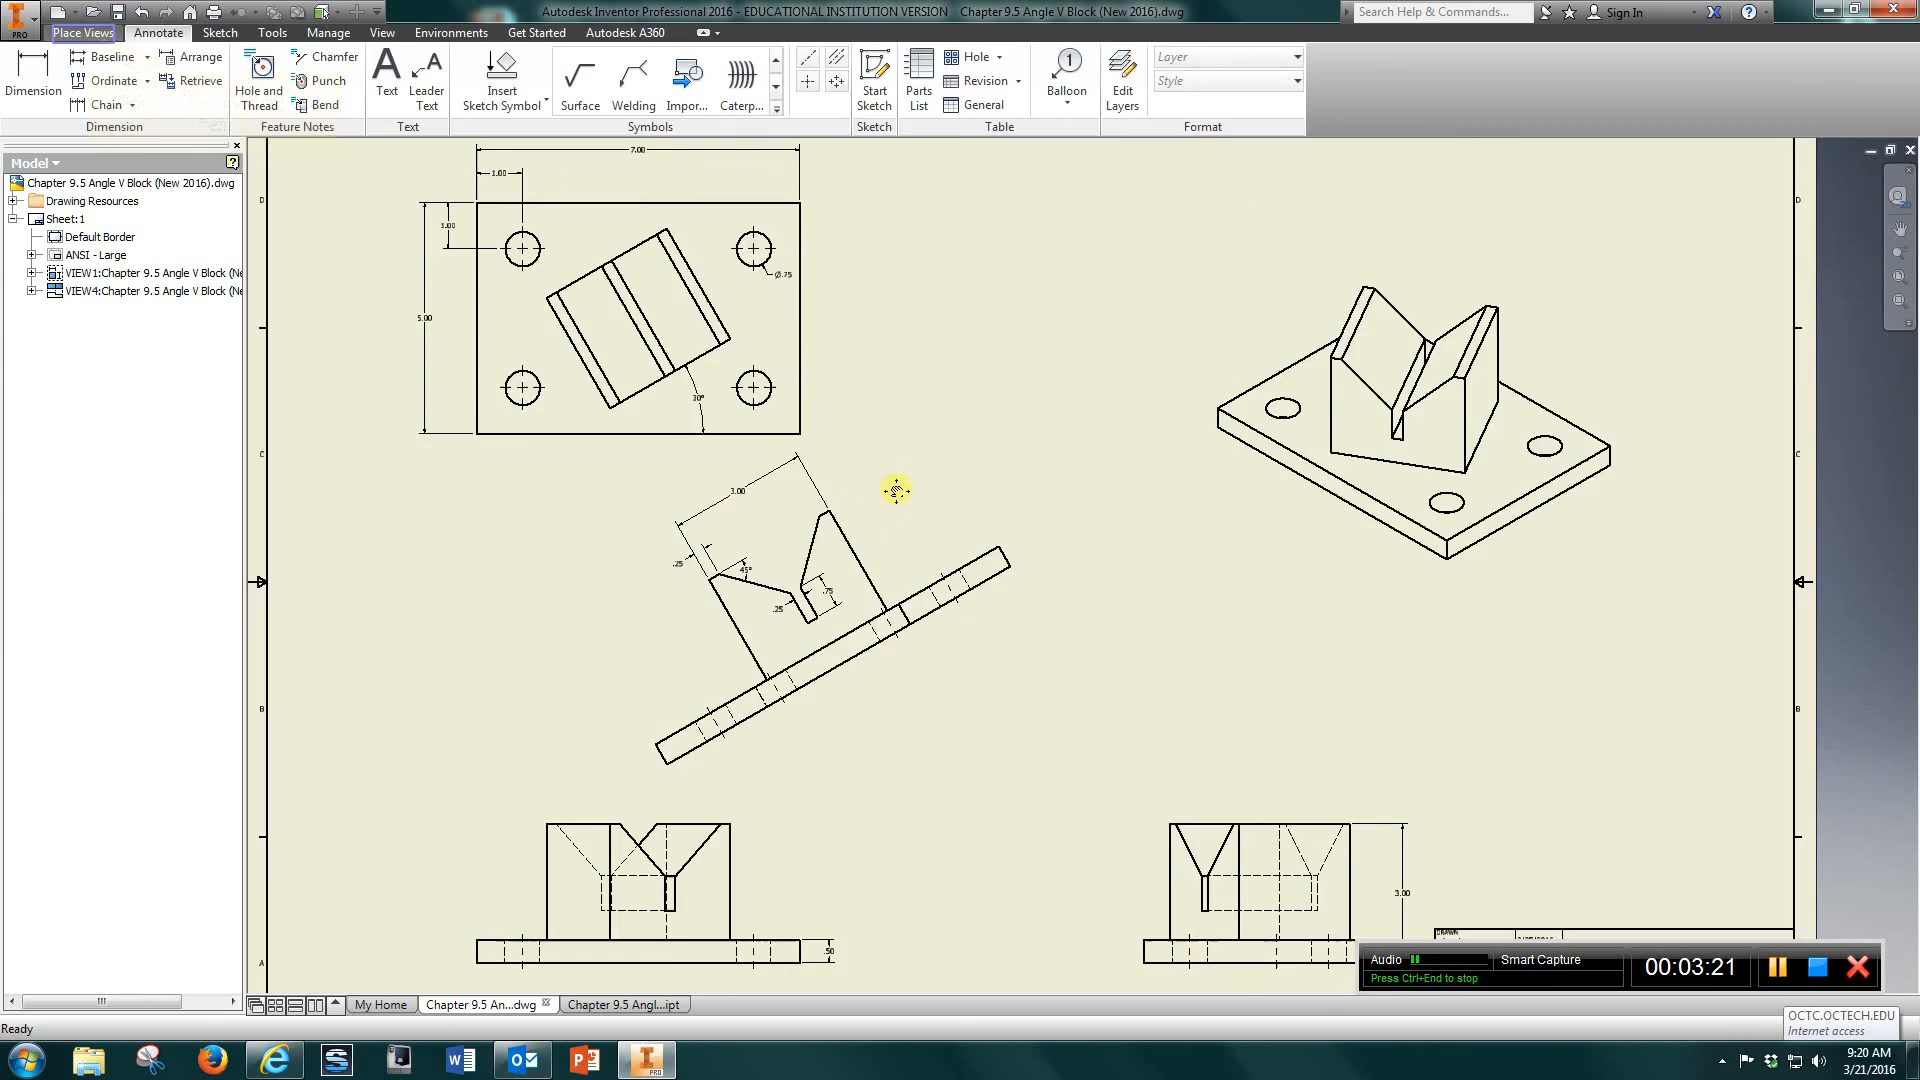 Autodesk Inventor Professional 2016 - EDUCATIONAL INSTITUTION VERSION Chapter 9.5 Angle V Block (New 2016).dwg
Search Help & Commands...
Sign In
PRO
Place Views Annotate Sketch Tools Manage View Environments Get Started Autodesk A360
Dimension
Baseline
Ordinate
Chain
Arrange
Retrieve
Dimension
Hole and
Thread
Chamfer
Punch
Bend
Feature Notes
Text
Leader
Text
Text
Insert
Sketch Symbol
Surface
Welding
Impor...
Caterp...
Symbols
Start
Sketch
Sketch
Parts
List
Hole
Revision
General
Table
1
Balloon
Edit
Layers
Layer
Style
Format
Model
Chapter 9.5 Angle V Block (New 2016).dwg
Drawing Resources
Sheet:1
Default Border
ANSI - Large
VIEW1:Chapter 9.5 Angle V Block (Ne
VIEW4:Chapter 9.5 Angle V Block (Ne
7.00
1.00
1.00
5.00
Ø.75
30°
3.00
.25
45°
.75
.25
.50
3.00
D
C
B
A
D
C
B
DRAWN
Audio
Smart Capture
Press Ctrl+End to stop
00:03:21
My Home
Chapter 9.5 An...dwg
Chapter 9.5 Angl...ipt
OCTC.OCTECH.EDU
Internet access
Ready
PRO
9:20 AM
3/21/2016